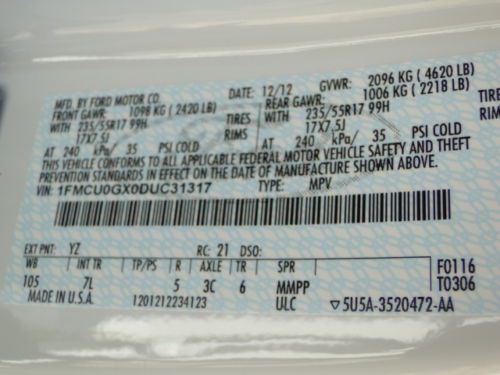 MFD. BY FORD MOTOR CO. DATE: 12/12 GVWR: 2096 KG ( 4620 LB)
FRONT GAWR: 1098 KG ( 2420 LB) REAR GAWR: 1006 KG ( 2218 LB)
WITH 235/55R17 99H TIRES WITH 235/55R17 99H TIRES
17X7.5J RIMS 17X7.5J RIMS
AT 240 kPa/ 35 PSI COLD AT 240 kPa/ 35 PSI COLD
THIS VEHICLE CONFORMS TO ALL APPLICABLE FEDERAL MOTOR VEHICLE SAFETY AND THEFT
PREVENTION STANDARDS IN EFFECT ON THE DATE OF MANUFACTURE SHOWN ABOVE.
VIN: 1FMCU0GX0DUC31317 TYPE: MPV
EXT PNT: YZ RC: 21 DSO:
WB INT TR TP/PS R AXLE TR SPR F0116
105 7L 5 3C 6 MMPP T0306
MADE IN U.S.A. 1201212234123 ULC ▽5U5A-3520472-AA